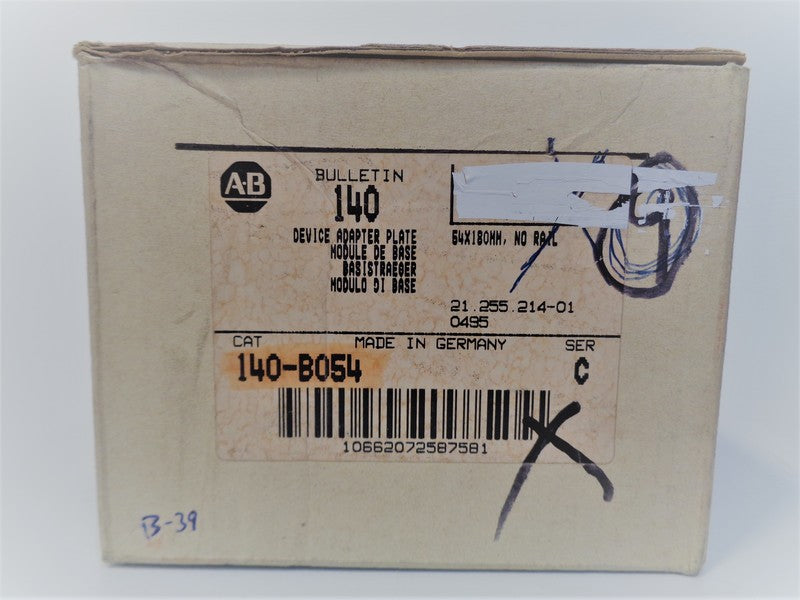 A-B
BULLETIN
140
DEVICE ADAPTER PLATE
MODULE DE BASE
BASISTRAEGER
MODULO DI BASE
54X180MM, NO RAIL
21.255.214-01
0495
CAT MADE IN GERMANY SER
140-B054 C
10662072587581
B-39